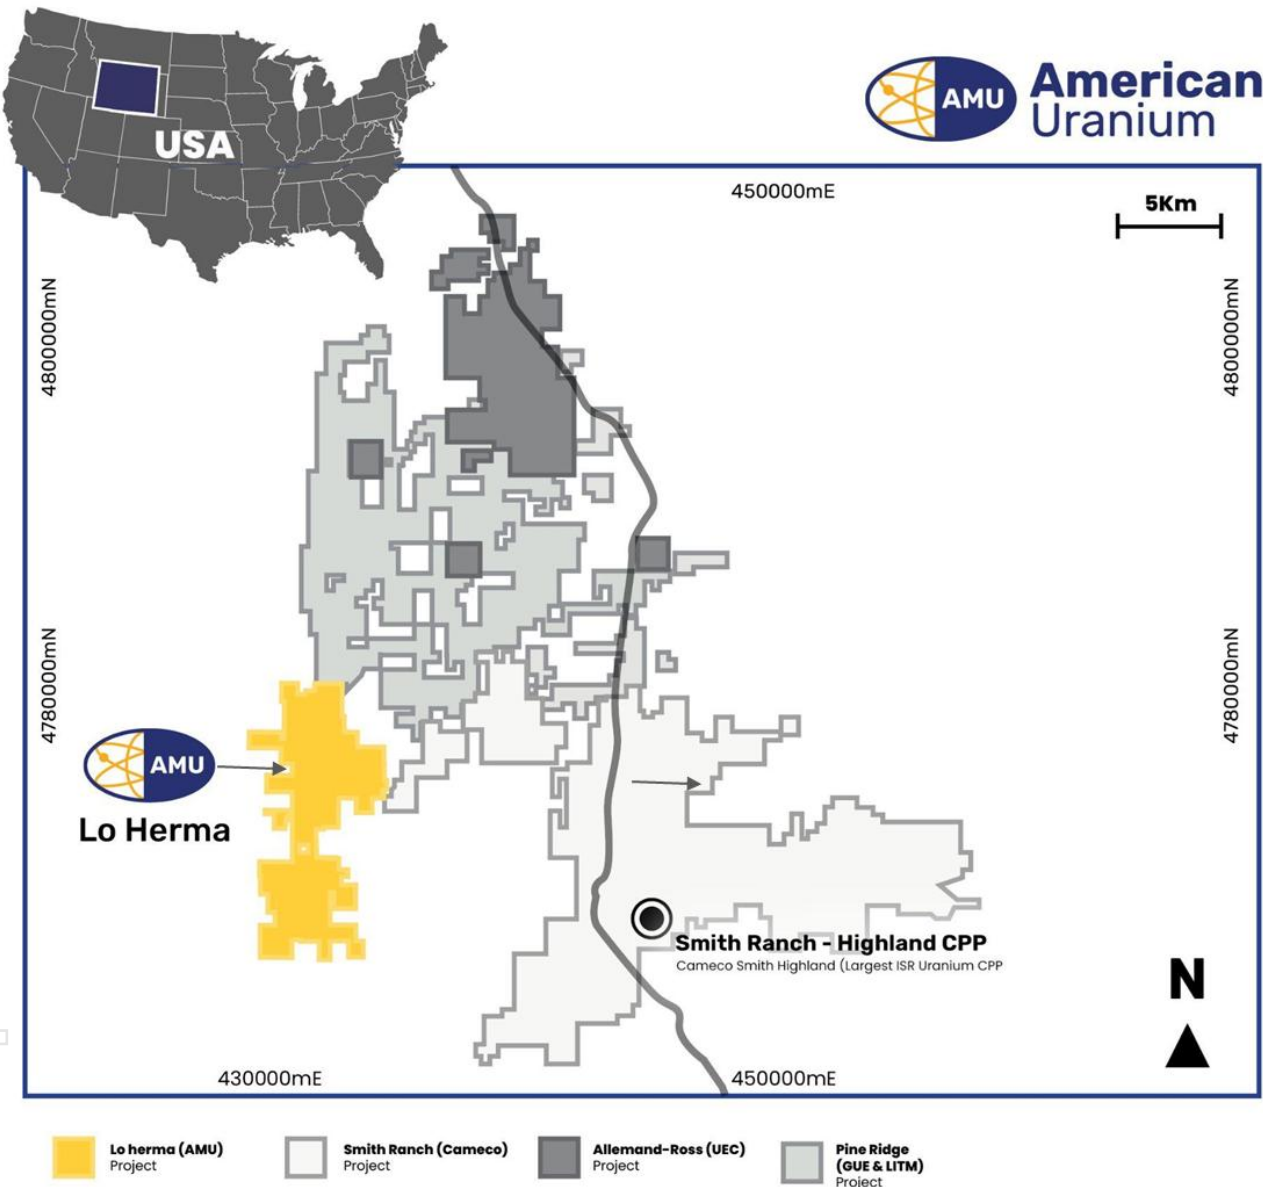 USA
AMU
American
Uranium
450000mE
5Km
4800000mN
4800000mN
4780000mN
4780000mN
AMU
Lo Herma
Smith Ranch - Highland CPP
Cameco Smith Highland (Largest ISR Uranium CPP
N
430000mE
450000mE
Lo herma (AMU)
Project
Smith Ranch (Cameco)
Project
Allemand-Ross (UEC)
Project
Pine Ridge
(GUE & LITM)
Project